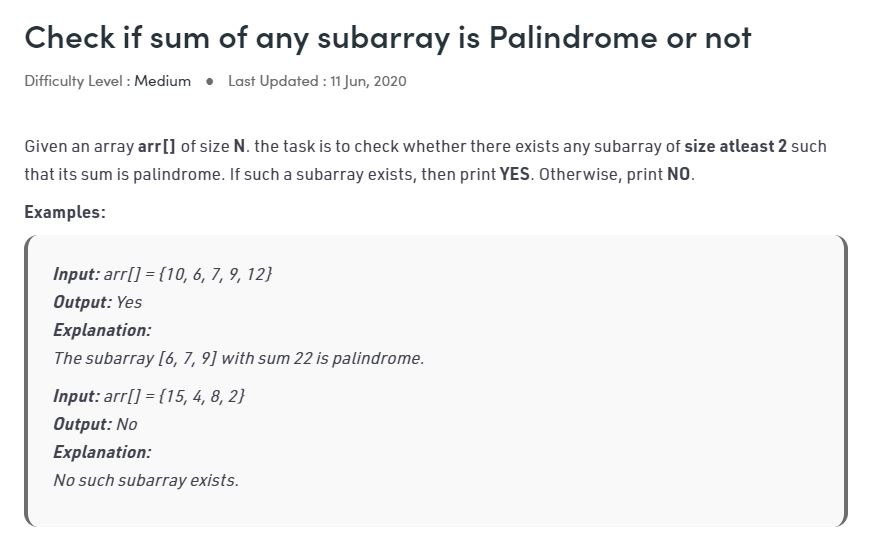 Check if sum of any subarray is Palindrome or not
Difficulty Level : Medium ● Last Updated : 11 Jun, 2020
Given an array arr[] of size N. the task is to check whether there exists any subarray of size atleast 2 such
that its sum is palindrome. If such a subarray exists, then print YES. Otherwise, print NO.
Examples:
Input: arr[] = {10, 6, 7, 9, 12}
Output: Yes
Explanation:
The subarray [6, 7, 9] with sum 22 is palindrome.
Input: arr[] = {15, 4, 8, 2}
Output: No
Explanation:
No such subarray exists.